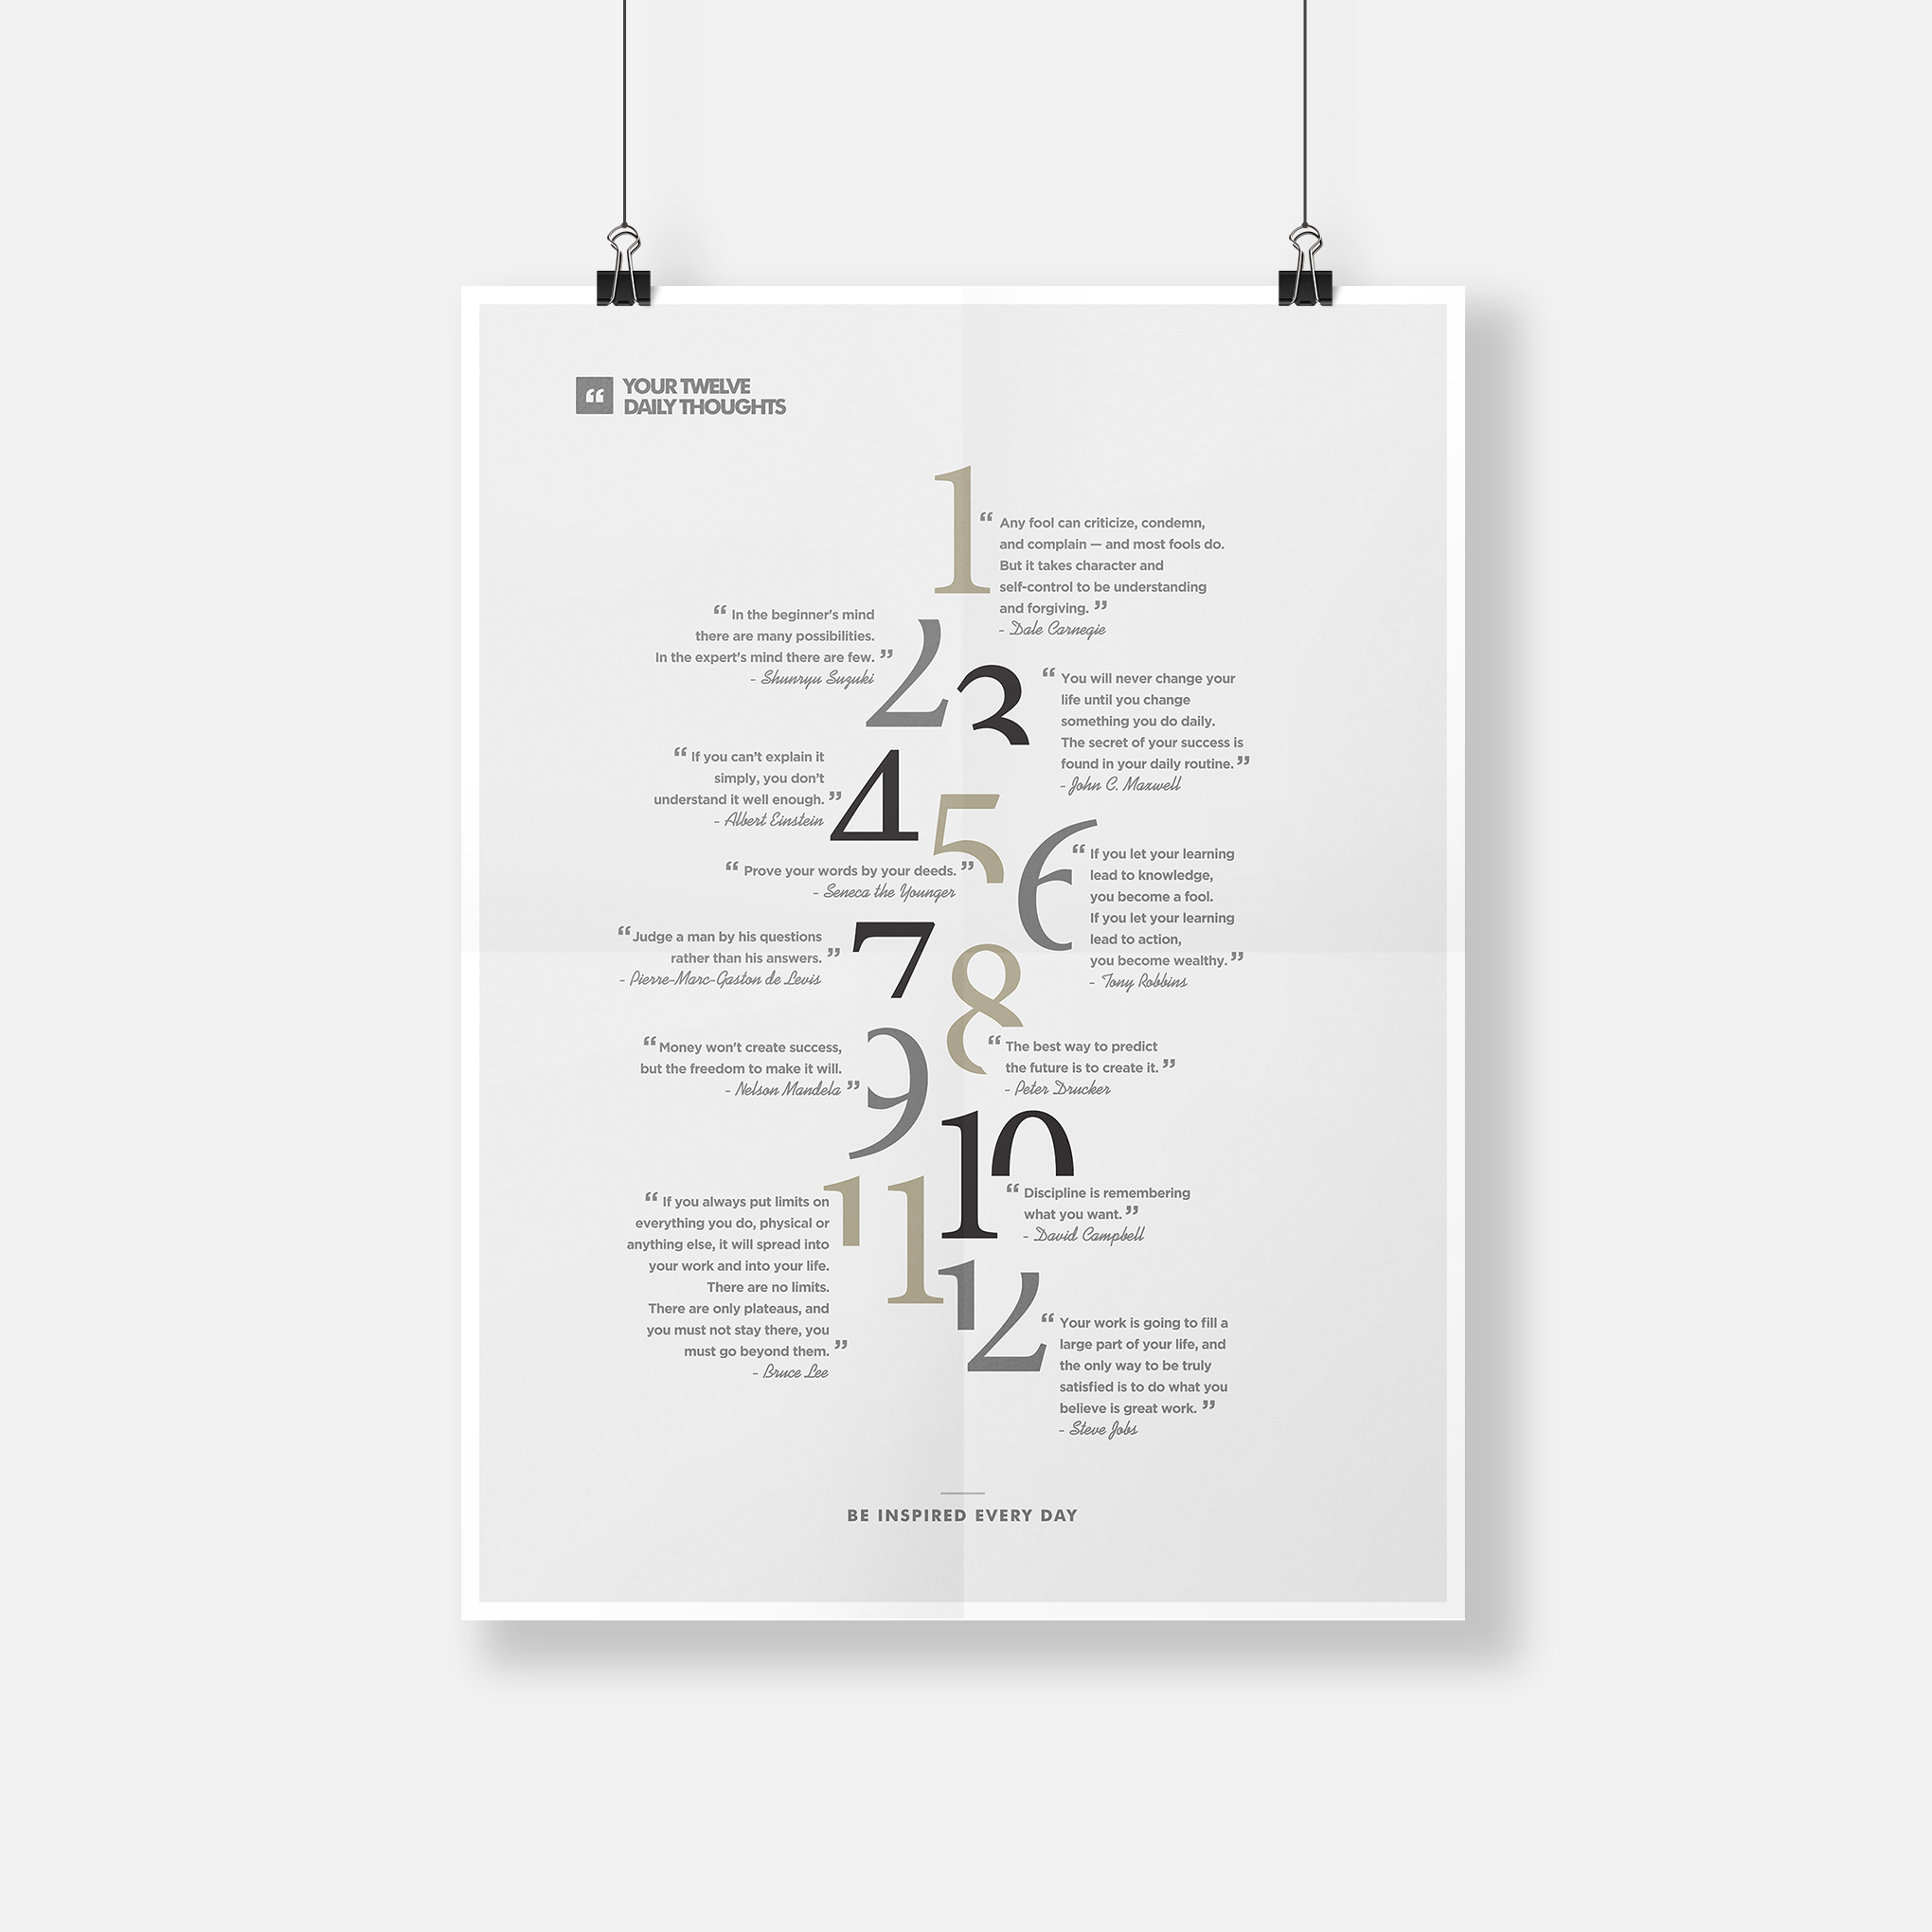 “ YOUR TWELVE
DAILY THOUGHTS
1
“ Any fool can criticize, condemn,
and complain — and most fools do.
But it takes character and
self-control to be understanding
and forgiving. ”
- Dale Carnegie
2
“ In the beginner's mind
there are many possibilities.
In the expert's mind there are few. ”
- Shunryu Suzuki
3
“ You will never change your
life until you change
something you do daily.
The secret of your success is
found in your daily routine. ”
- John C. Maxwell
4
“ If you can’t explain it
simply, you don’t
understand it well enough. ”
- Albert Einstein
5
“ Prove your words by your deeds. ”
- Seneca the Younger
6
“ If you let your learning
lead to knowledge,
you become a fool.
If you let your learning
lead to action,
you become wealthy. ”
- Tony Robbins
7
“ Judge a man by his questions
rather than his answers. ”
- Pierre-Marc-Gaston de Levis
8
“ The best way to predict
the future is to create it. ”
- Peter Drucker
9
“ Money won't create success,
but the freedom to make it will.
- Nelson Mandela ”
10
“ Discipline is remembering
what you want. ”
- David Campbell
11
“ If you always put limits on
everything you do, physical or
anything else, it will spread into
your work and into your life.
There are no limits.
There are only plateaus, and
you must not stay there, you
must go beyond them. ”
- Bruce Lee
12
“ Your work is going to fill a
large part of your life, and
the only way to be truly
satisfied is to do what you
believe is great work. ”
- Steve Jobs
BE INSPIRED EVERY DAY